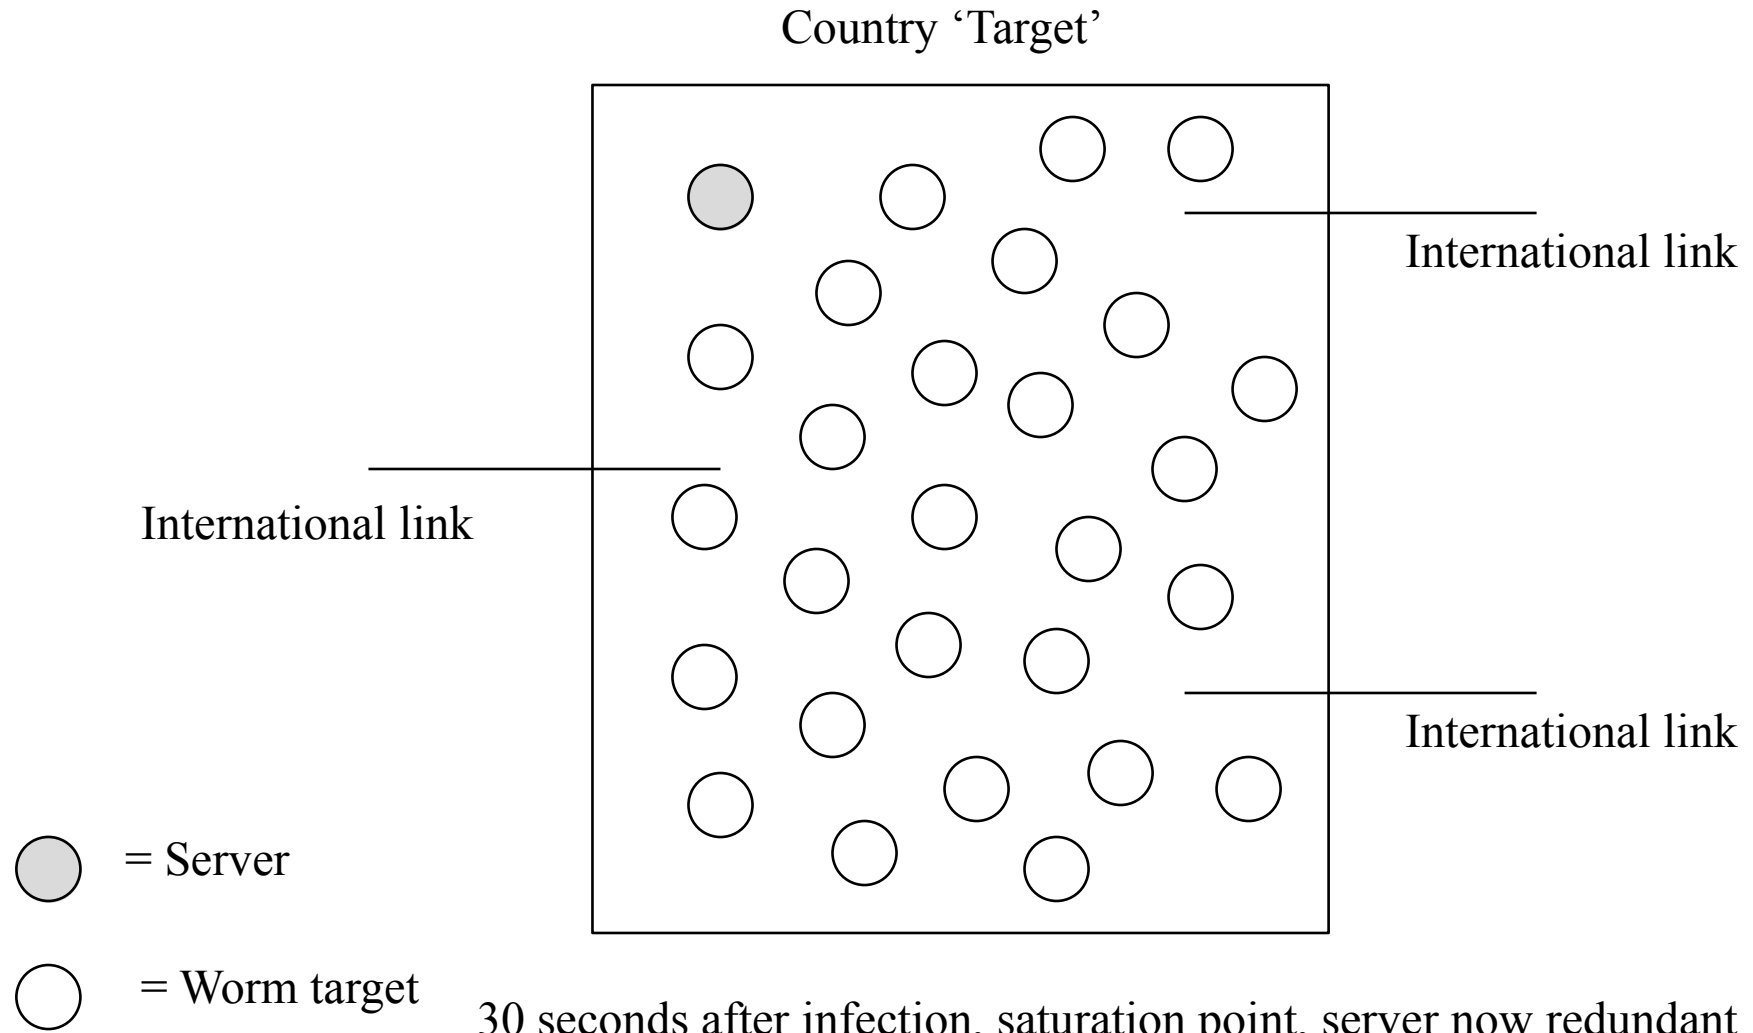 Country ‘Target’
International link
International link
International link
= Server
= Worm target
30 seconds after infection, saturation point, server now redundant